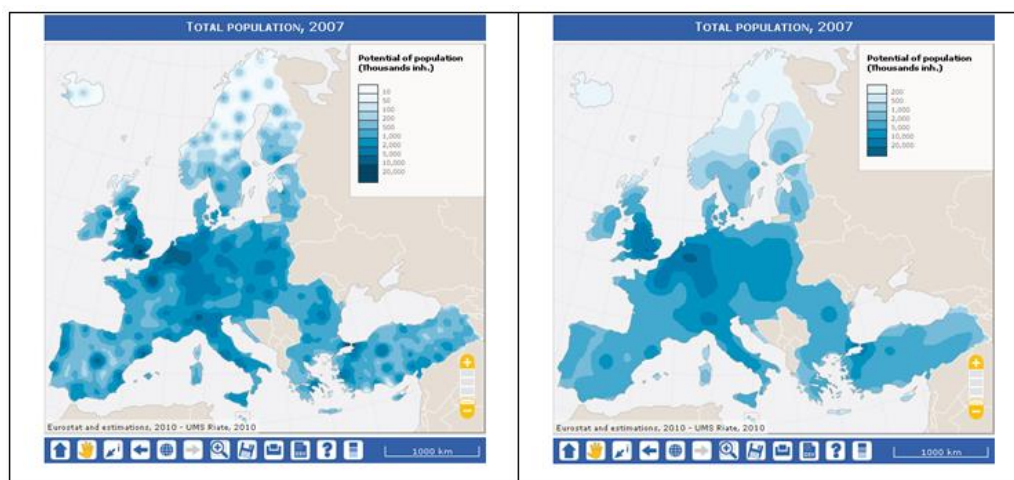 TOTAL POPULATION, 2007
Potential of population
(Thousands inh.)
10
50
100
200
500
1,000
2,000
5,000
10,000
20,000
Eurostat and estimations, 2010 - UMS Riate, 2010
CSV
?
1000 km
TOTAL POPULATION, 2007
Potential of population
(Thousands inh.)
200
500
1,000
2,000
5,000
20,000
Eurostat and estimations, 2010 - UMS Riate, 2010
CSV
?
1000 km